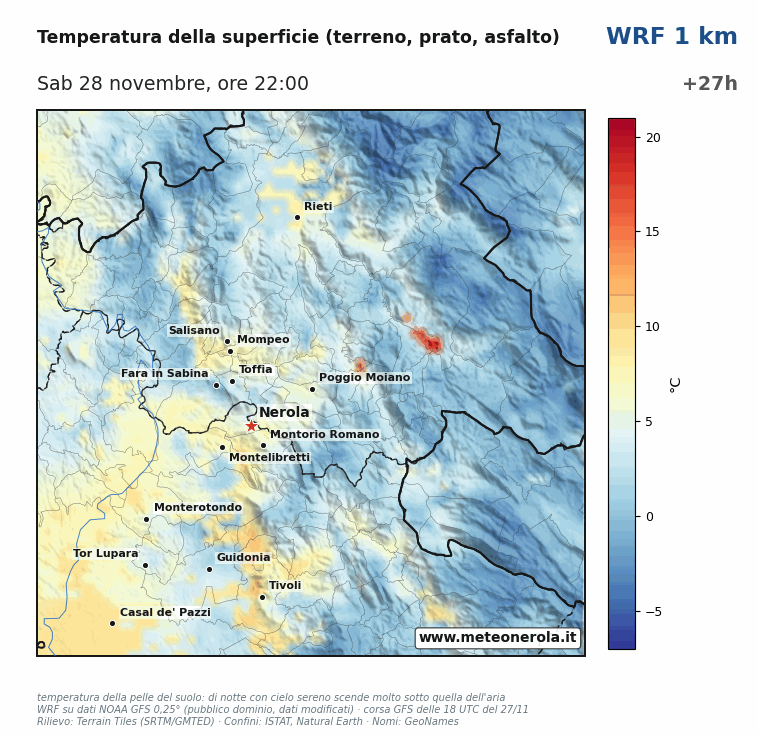 Temperatura della superficie (terreno, prato, asfalto)
WRF 1 km
Sab 28 novembre, ore 22:00
+27h
20
15
10
5
0
−5
°C
Rieti
Salisano
Mompeo
Fara in Sabina
Toffia
Poggio Moiano
Nerola
Montorio Romano
Montelibretti
Monterotondo
Tor Lupara
Guidonia
Tivoli
Casal de' Pazzi
www.meteonerola.it
temperatura della pelle del suolo: di notte con cielo sereno scende molto sotto quella dell'aria
WRF su dati NOAA GFS 0,25° (pubblico dominio, dati modificati) · corsa GFS delle 18 UTC del 27/11
Rilievo: Terrain Tiles (SRTM/GMTED) · Confini: ISTAT, Natural Earth · Nomi: GeoNames